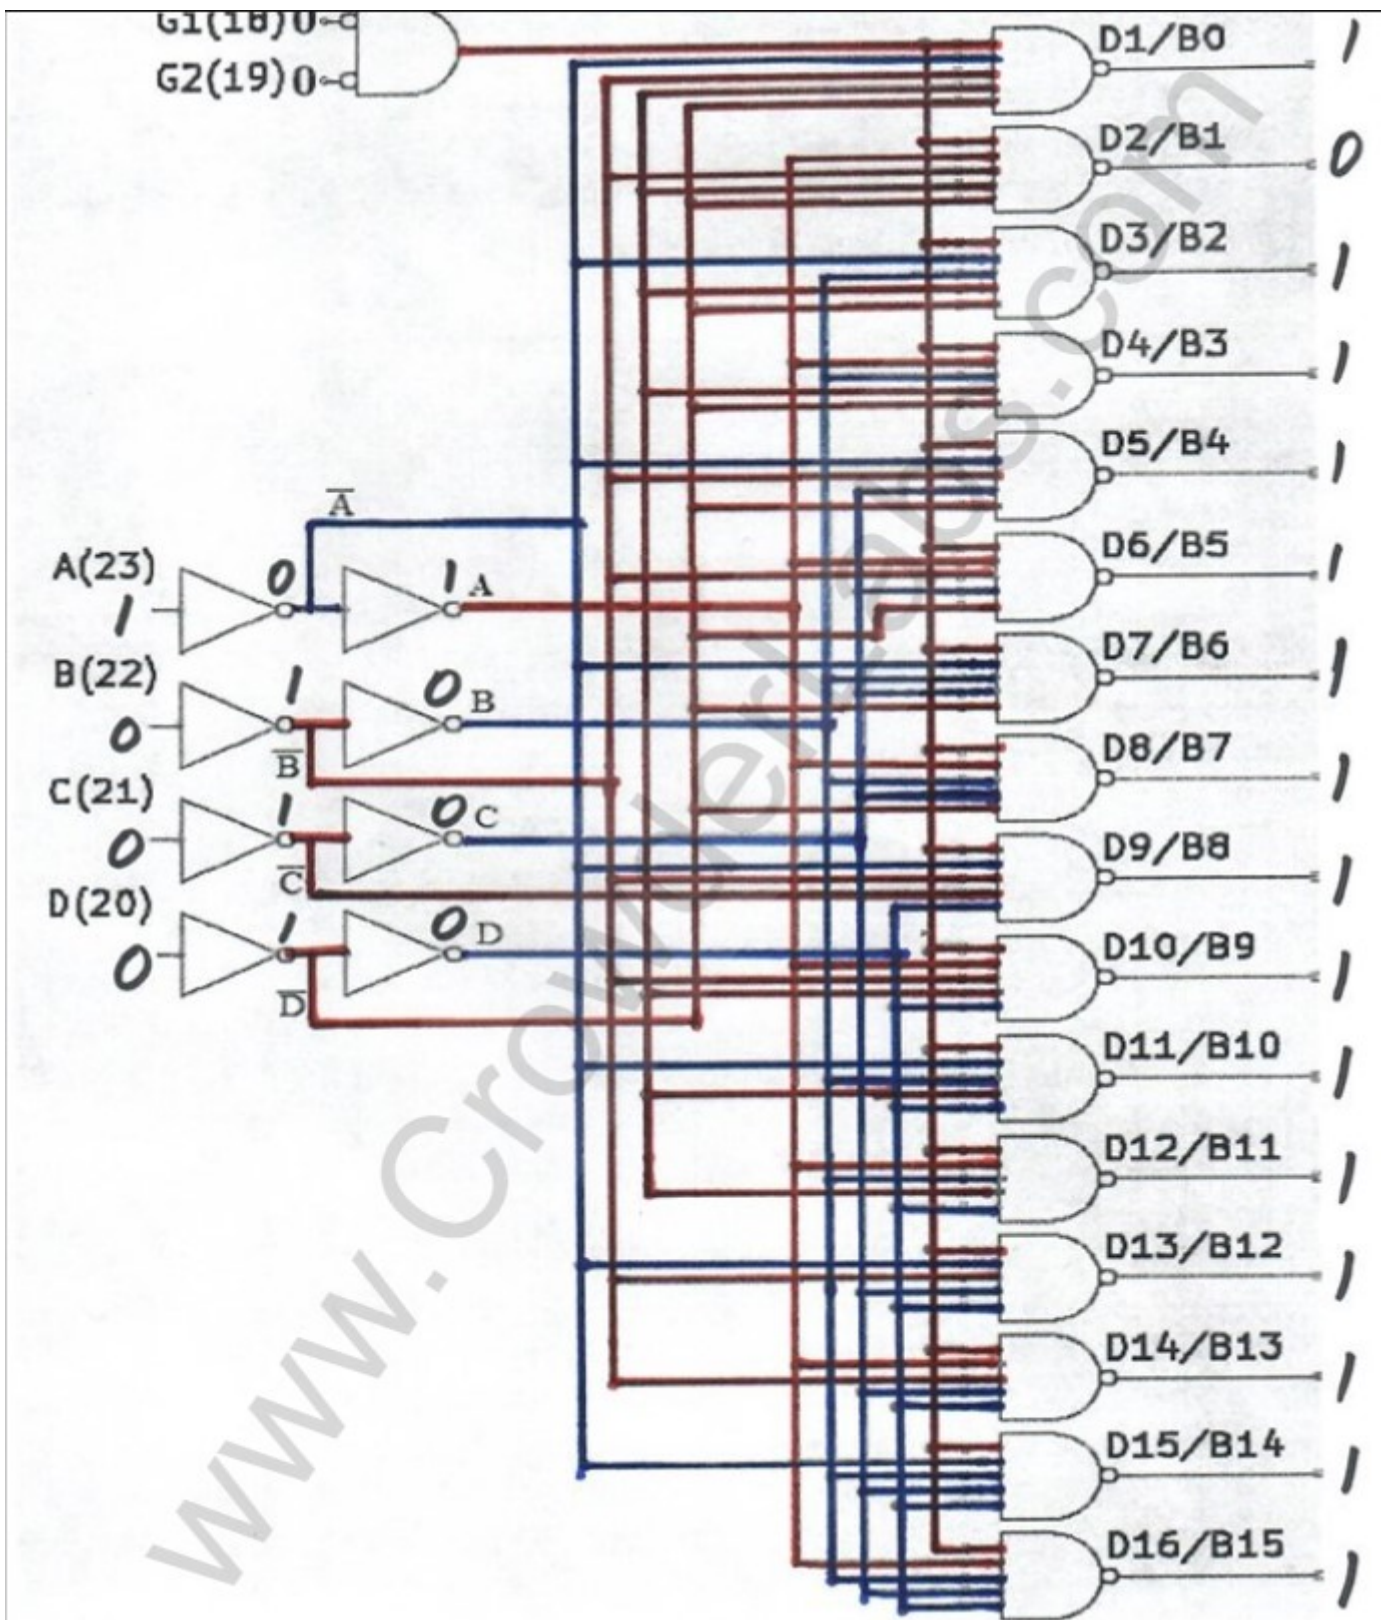 G1(18)0
G2(19)0
D1/B0 1
D2/B1 0
D3/B2 1
D4/B3 1
D5/B4 1
A
A(23) 0 1 A
1
D6/B5 1
B(22) 1 0 B
0
B
D7/B6 1
C(21) 1 0 C
0
C
D8/B7 1
D(20) 1 0 D
0
D
D9/B8 1
D10/B9 1
D11/B10 1
D12/B11 1
D13/B12 1
D14/B13 1
D15/B14 1
D16/B15 1
www.CrowderLabs.com